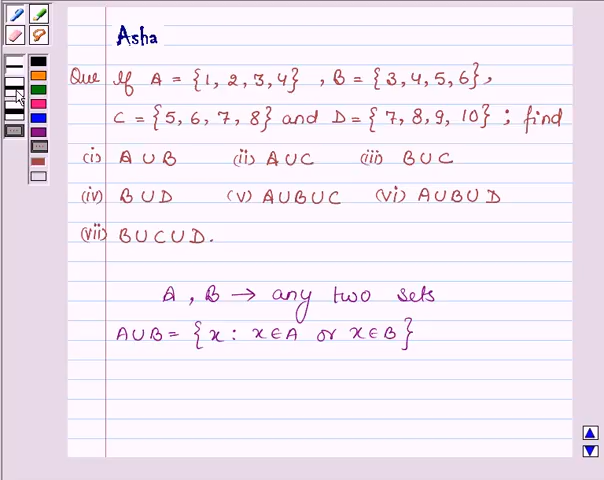 Asha
Que If A = {1, 2, 3, 4} , B = {3, 4, 5, 6},
C = {5, 6, 7, 8} and D = {7, 8, 9, 10} ; find
(i) A ∪ B (ii) A ∪ C (iii) B ∪ C
(iv) B ∪ D (v) A ∪ B ∪ C (vi) A ∪ B ∪ D
(vii) B ∪ C ∪ D.
A , B → any two sets
A ∪ B = {x : x ∈ A or x ∈ B}